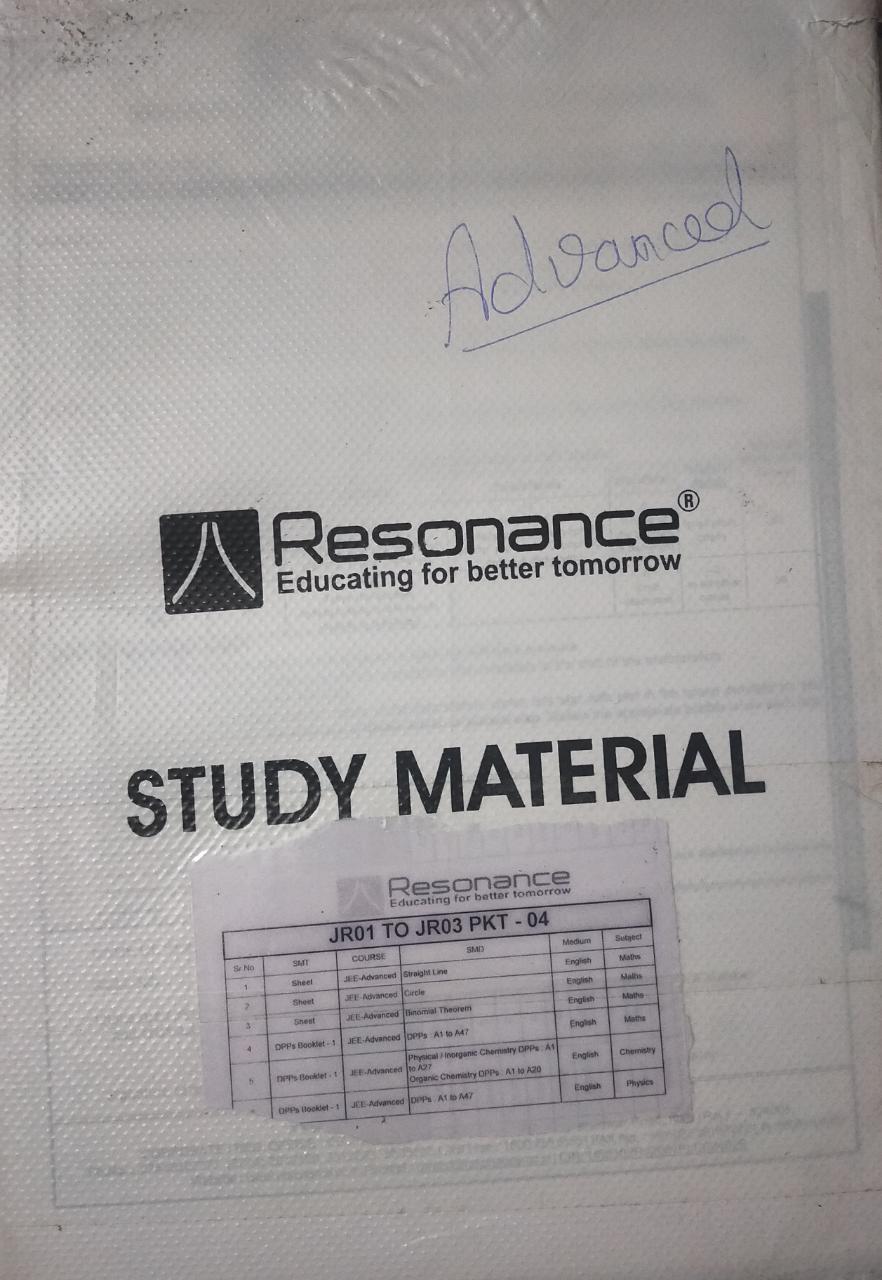 Advanced
Resonance®
Educating for better tomorrow
STUDY MATERIAL
Resonance
Educating for better tomorrow
JR01 TO JR03 PKT - 04
Sr.No SMT COURSE SMD Medium Subject
1 Sheet JEE-Advanced Straight Line English Maths
2 Sheet JEE-Advanced Circle English Maths
3 Sheet JEE-Advanced Binomial Theorem English Maths
4 DPPs Booklet - 1 JEE-Advanced DPPs : A1 to A47 English Maths
5 DPPs Booklet - 1 JEE-Advanced Physical / Inorganic Chemistry DPPs : A1
to A27
Organic Chemistry DPPs : A1 to A20 English Chemistry
DPPs Booklet - 1 JEE-Advanced DPPs : A1 to A47 English Physics